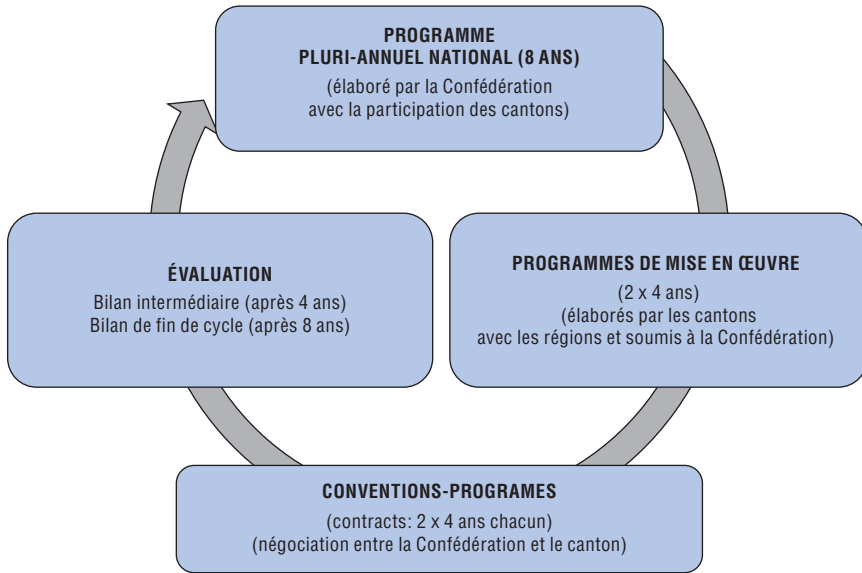 PROGRAMME
PLURI-ANNUEL NATIONAL (8 ANS)
(élaboré par la Confédération
avec la participation des cantons)
PROGRAMMES DE MISE EN ŒUVRE
(2 x 4 ans)
(élaborés par les cantons
avec les régions et soumis à la Confédération)
CONVENTIONS-PROGRAMES
(contracts: 2 x 4 ans chacun)
(négociation entre la Confédération et le canton)
ÉVALUATION
Bilan intermédiaire (après 4 ans)
Bilan de fin de cycle (après 8 ans)